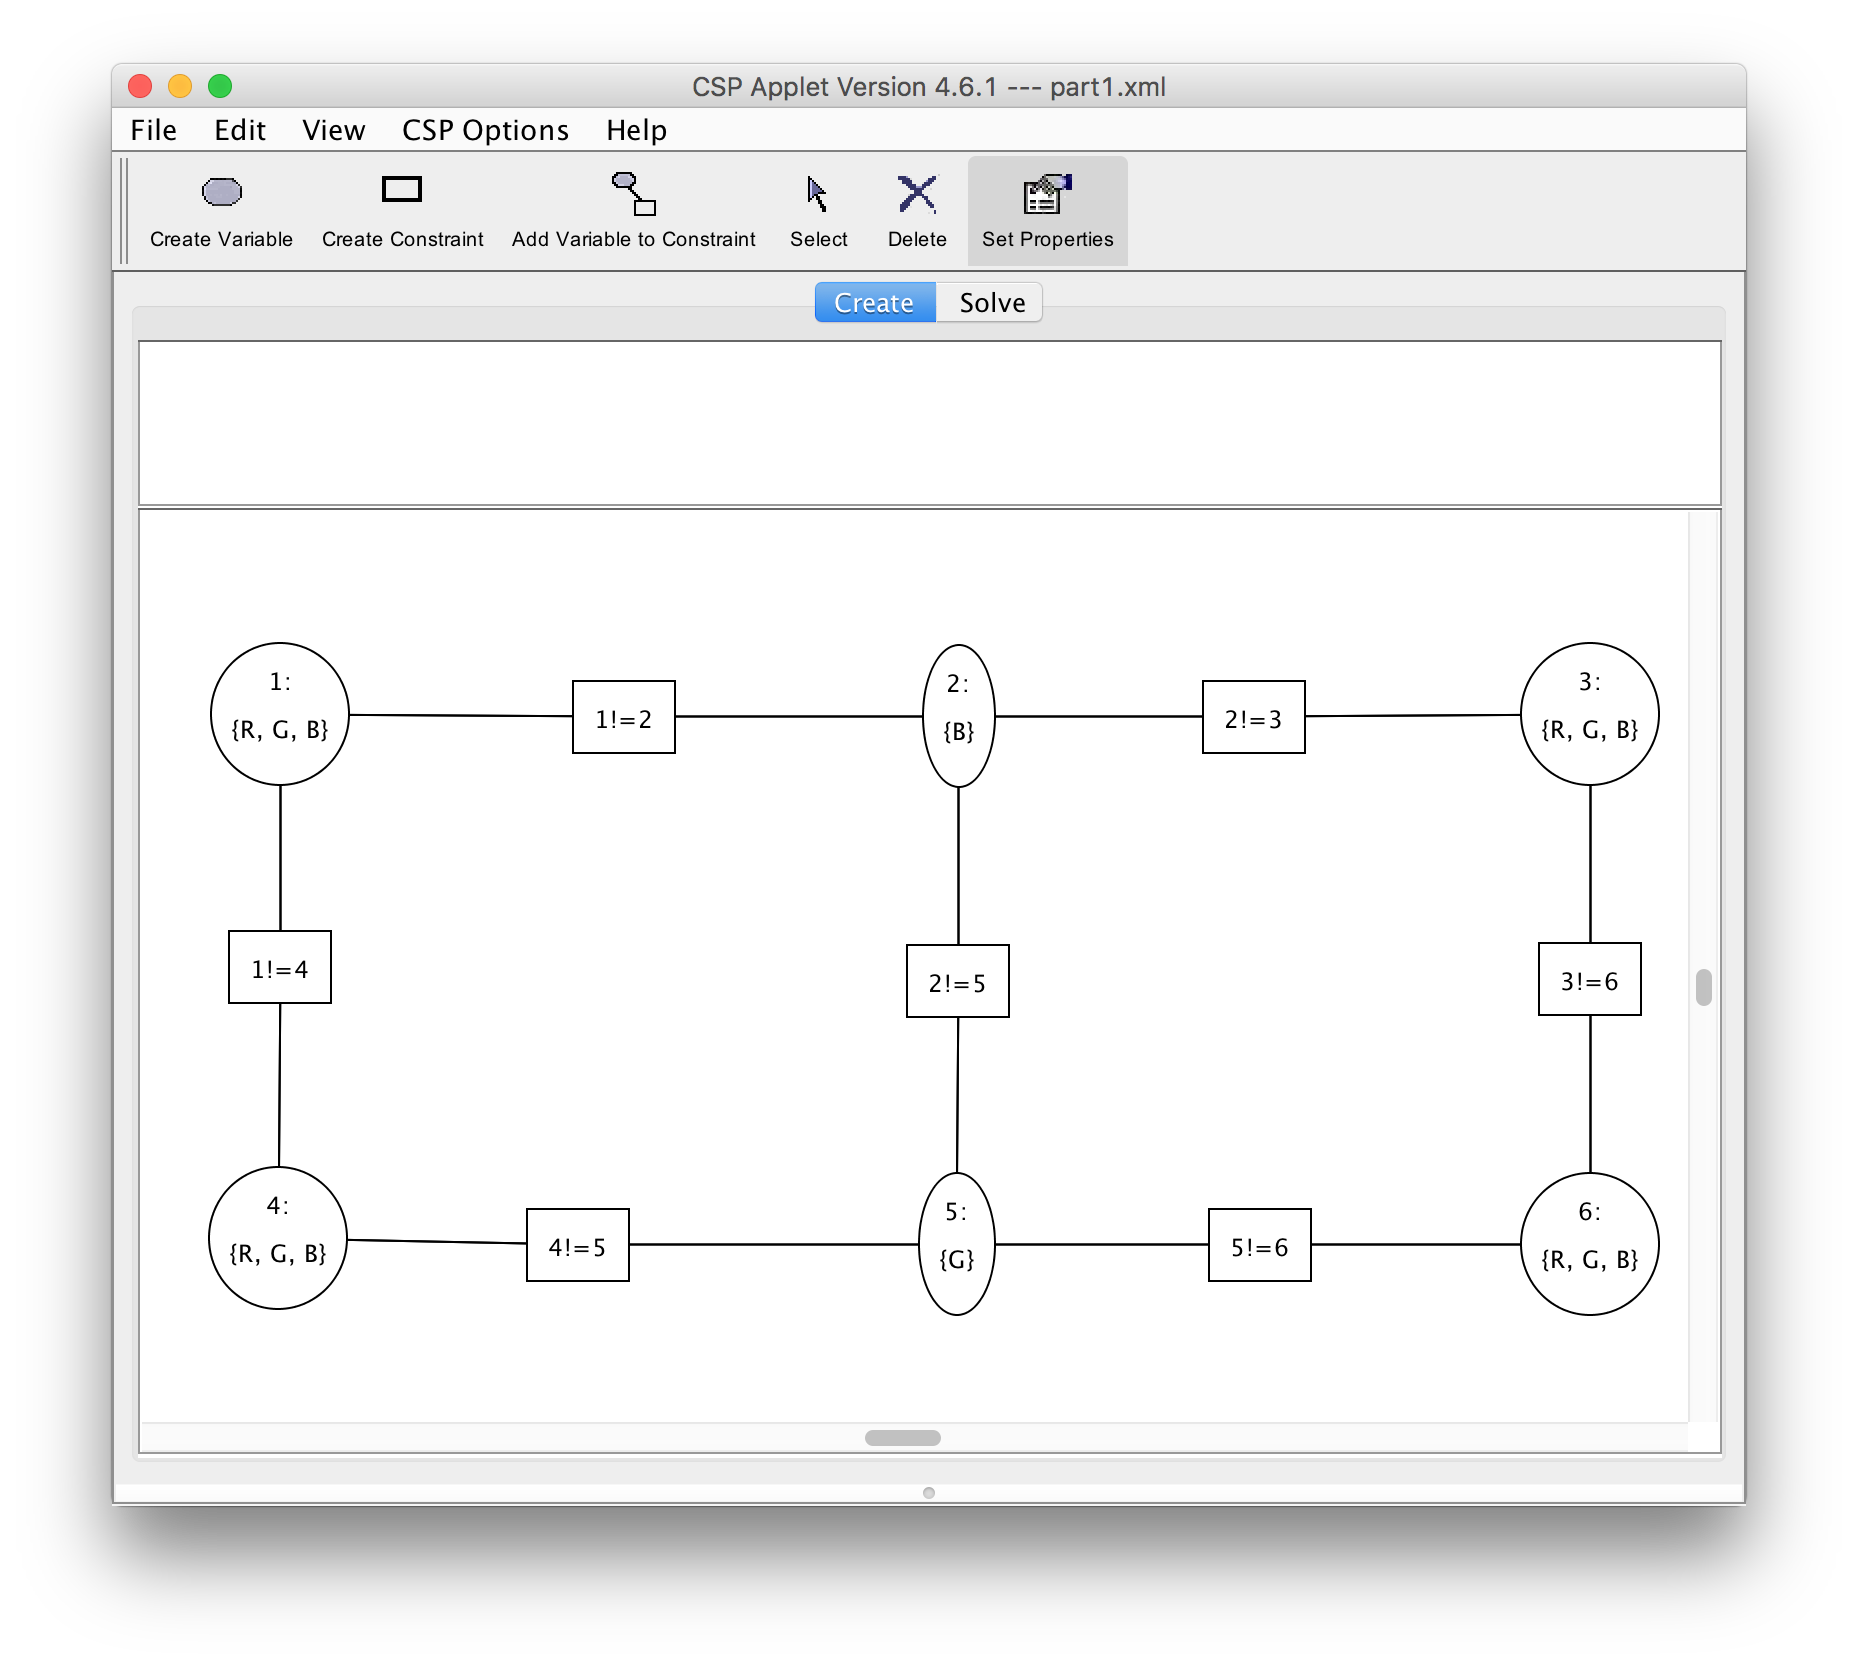 CSP Applet Version 4.6.1 --- part1.xml
File Edit View CSP Options Help
Create Variable Create Constraint Add Variable to Constraint Select Delete Set Properties
Create Solve
1:
{R, G, B}
1!=2
2:
{B}
2!=3
3:
{R, G, B}
1!=4
2!=5
3!=6
4:
{R, G, B}
4!=5
5:
{G}
5!=6
6:
{R, G, B}